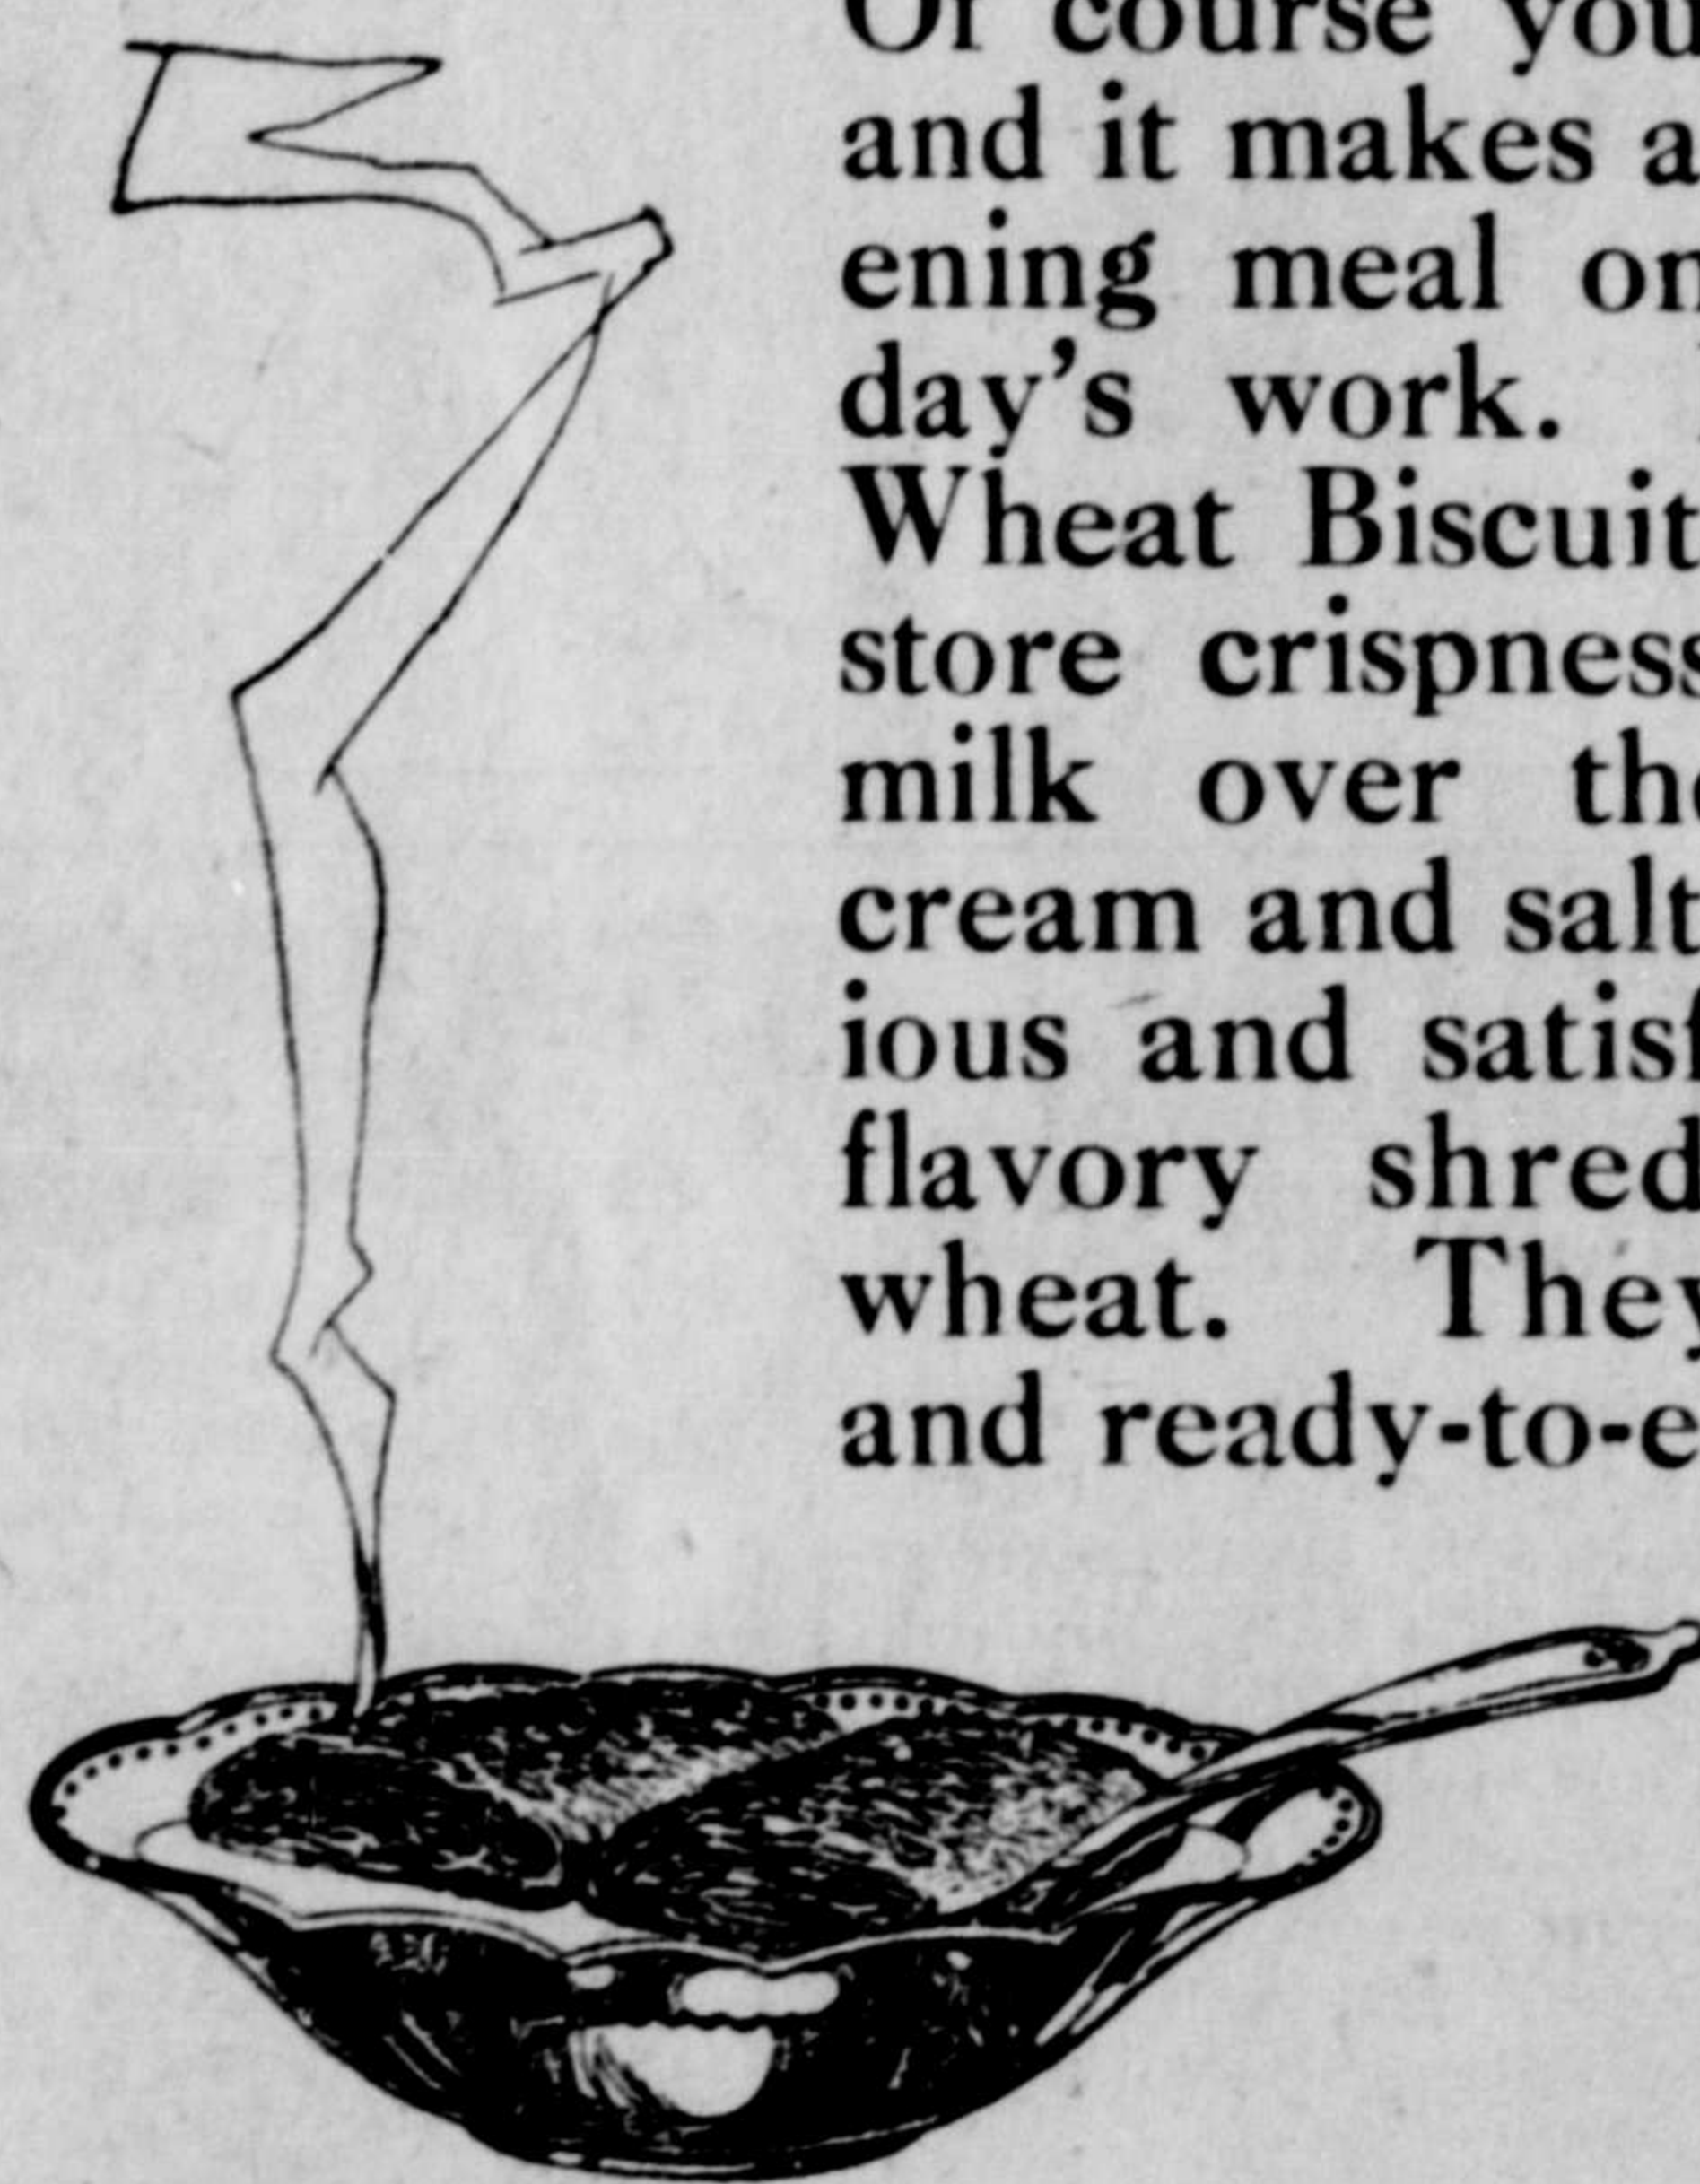 Of course you
and it makes a
ening meal on
day's work.
Wheat Biscuit
store crispness
milk over the
cream and salt
ious and satisf
flavory shred
wheat. They
and ready-to-e